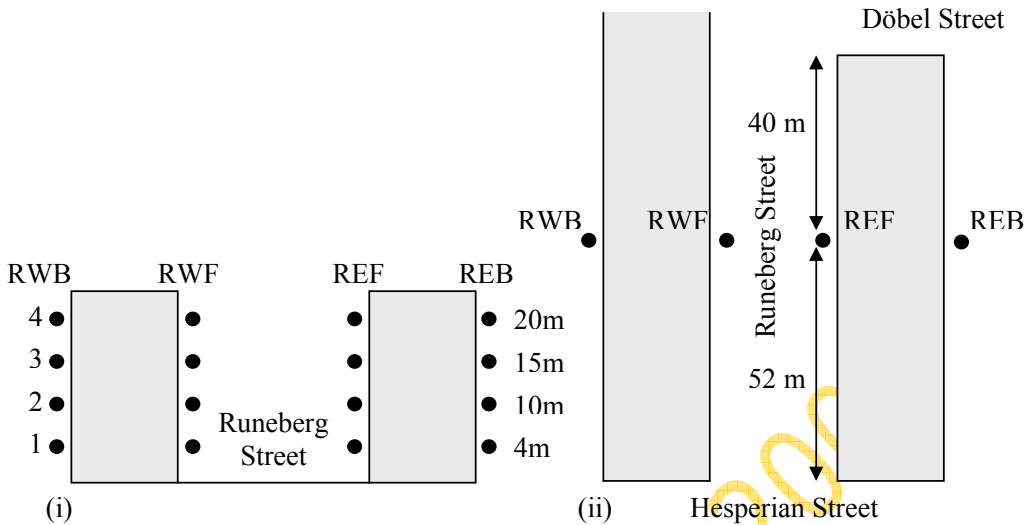 RWB RWF REF REB
4 20m
3 15m
2 10m
1 4m
Runeberg
Street
(i)
Döbel Street
40 m
Runeberg Street
RWB RWF REF REB
52 m
(ii) Hesperian Street